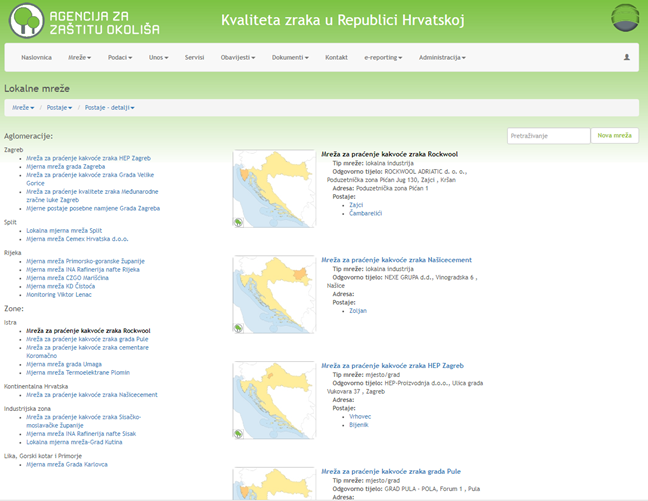 AGENCIJA ZA
ZAŠTITU OKOLIŠA
Kvaliteta zraka u Republici Hrvatskoj
Naslovnica Mreže Podaci Unos Servisi Obavijesti Dokumenti Kontakt e-reporting Administracija
Lokalne mreže
Mreže / Postaje / Postaje - detalji
Aglomeracije:
Zagreb
Mreža za praćenje kakvoće zraka HEP Zagreb
Mjerna mreža grada Zagreba
Mreža za praćenje kakvoće zraka Grada Velike
Gorice
Mreža za praćenje kvalitete zraka Međunarodne
zračne luke Zagreb
Mjerne postaje posebne namjene Grada Zagreba
Split
Lokalna mjerna mreža Split
Mjerna mreža Cemex Hrvatska d.o.o.
Rijeka
Mjerna mreža Primorsko-goranske županije
Mjerna mreža INA Rafinerija nafte Rijeka
Mjerna mreža CZGO Marišćina
Mjerna mreža KD Čistoća
Monitoring Viktor Lenac
Zone:
Istra
Mreža za praćenje kakvoće zraka Rockwool
Mreža za praćenje kakvoće zraka grada Pule
Mreža za praćenje kakvoće zraka cementare
Koromačno
Mjerna mreža grada Umaga
Mjerna mreža Termoelektrane Plomin
Kontinentalna Hrvatska
Mreža za praćenje kakvoće zraka Našicecement
Industrijska zona
Mreža za praćenje kakvoće zraka Sisačko-
moslavačke županije
Mjerna mreža INA Rafinerija nafte Sisak
Lokalna mjerna mreža-Grad Kutina
Lika, Gorski kotar i Primorje
Mjerna mreža Grada Karlovca
Pretraživanje
Nova mreža
Mreža za praćenje kakvoće zraka Rockwool
Tip mreže: lokalna industrija
Odgovorno tijelo: ROCKWOOL ADRIATIC d. o. o.,
Poduzetnička zona Pićan Jug 130, Zajci , Kršan
Adresa: Poduzetnička zona Pićan 1
Postaje:
Zajci
Čambarelići
Mreža za praćenje kakvoće zraka Našicecement
Tip mreže: lokalna industrija
Odgovorno tijelo: NEXE GRUPA d.d., Vinogradska 6 ,
Našice
Adresa:
Postaje:
Zoljan
Mreža za praćenje kakvoće zraka HEP Zagreb
Tip mreže: mjesto/grad
Odgovorno tijelo: HEP-Proizvodnja d.o.o., Ulica grada
Vukovara 37 , Zagreb
Adresa:
Postaje:
Vrhovec
Bijenik
Mreža za praćenje kakvoće zraka grada Pule
Tip mreže: mjesto/grad
Odgovorno tijelo: GRAD PULA - POLA, Forum 1 , Pula
Adresa: